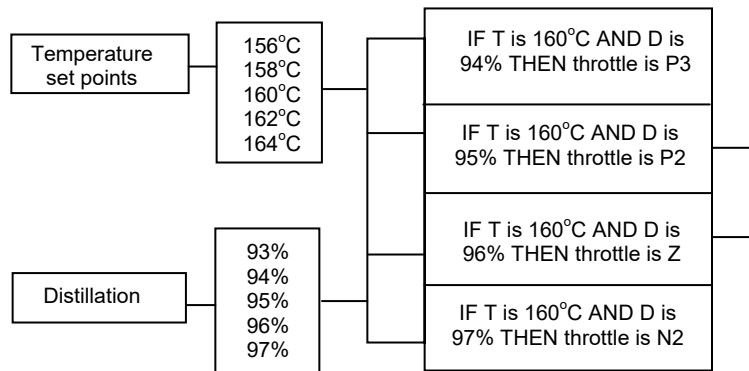 Temperature
set points
156°C
158°C
160°C
162°C
164°C
Distillation
93%
94%
95%
96%
97%
IF T is 160°C AND D is
94% THEN throttle is P3
IF T is 160°C AND D is
95% THEN throttle is P2
IF T is 160°C AND D is
96% THEN throttle is Z
IF T is 160°C AND D is
97% THEN throttle is N2